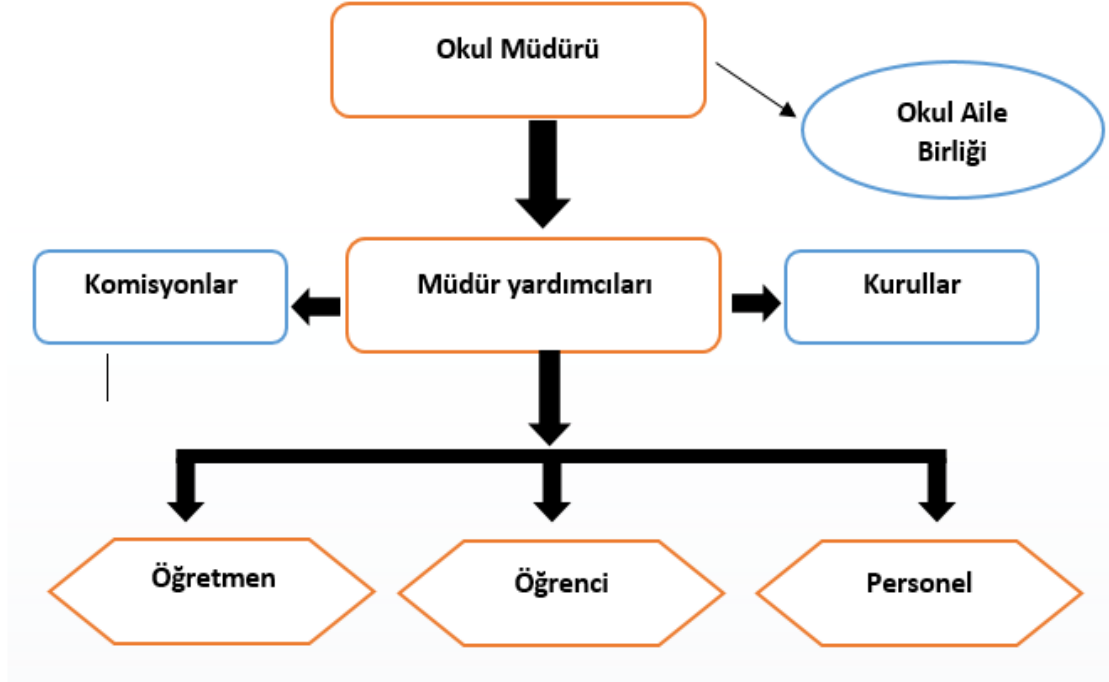 Okul Müdürü
Okul Aile
Birliği
Komisyonlar
Müdür yardımcıları
Kurullar
Öğretmen
Öğrenci
Personel